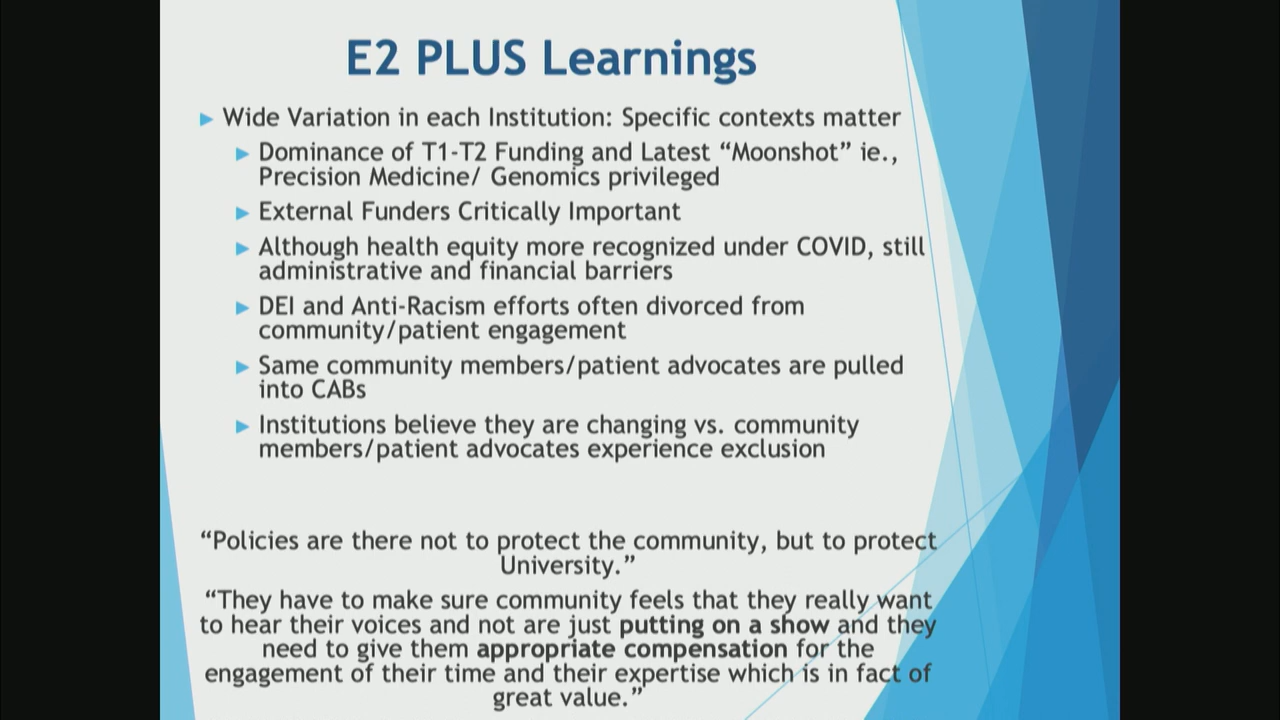 E2 PLUS Learnings
Wide Variation in each Institution: Specific contexts matter
Dominance of T1-T2 Funding and Latest “Moonshot” ie.,
Precision Medicine/ Genomics privileged
External Funders Critically Important
Although health equity more recognized under COVID, still
administrative and financial barriers
DEI and Anti-Racism efforts often divorced from
community/patient engagement
Same community members/patient advocates are pulled
into CABs
Institutions believe they are changing vs. community
members/patient advocates experience exclusion
“Policies are there not to protect the community, but to protect
University.”
“They have to make sure community feels that they really want
to hear their voices and not are just putting on a show and they
need to give them appropriate compensation for the
engagement of their time and their expertise which is in fact of
great value.”